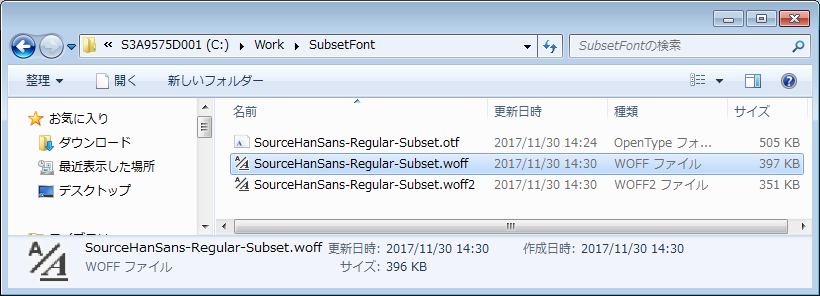 « S3A9575D001 (C:) ▸ Work ▸ SubsetFont SubsetFontの検索
整理 開く 新しいフォルダー
お気に入り
ダウンロード
最近表示した場所
デスクトップ
名前 更新日時 種類 サイズ
SourceHanSans-Regular-Subset.otf 2017/11/30 14:24 OpenType フォ... 505 KB
SourceHanSans-Regular-Subset.woff 2017/11/30 14:30 WOFF ファイル 397 KB
SourceHanSans-Regular-Subset.woff2 2017/11/30 14:30 WOFF2 ファイル 351 KB
SourceHanSans-Regular-Subset.woff 更新日時: 2017/11/30 14:30 作成日時: 2017/11/30 14:30
WOFF ファイル サイズ: 396 KB